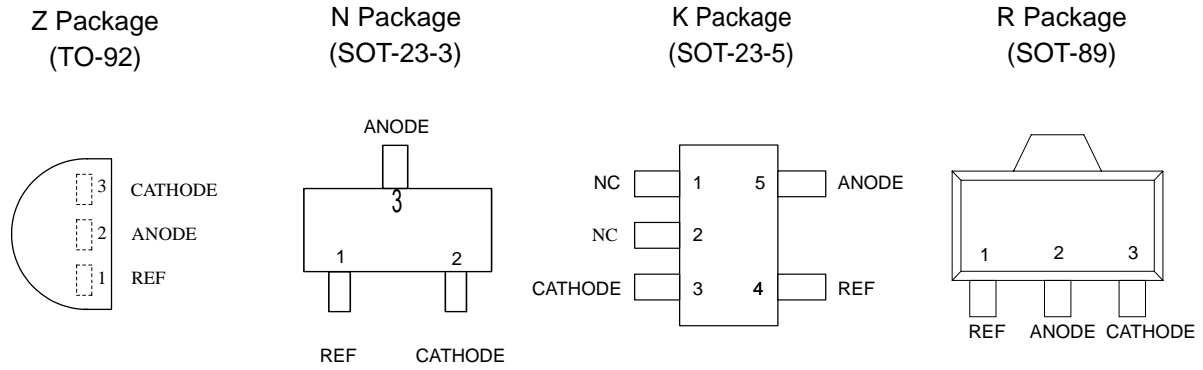 Z Package
(TO-92)
3 CATHODE
2 ANODE
1 REF
N Package
(SOT-23-3)
ANODE
3
1 2
REF CATHODE
K Package
(SOT-23-5)
NC 1 5 ANODE
NC 2
CATHODE 3 4 REF
R Package
(SOT-89)
1 2 3
REF ANODE CATHODE